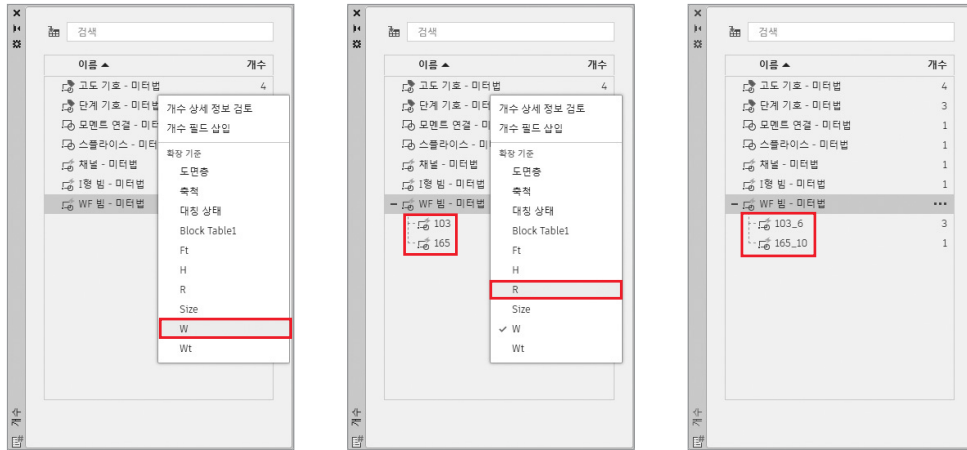 검색
이름 개수
고도 기호 - 미터법 4
단계 기호 - 미터법
모멘트 연결 - 미터
스플라이스 - 미터
채널 - 미터법
I형 빔 - 미터법
WF 빔 - 미터법
개수 상세 정보 검토
개수 필드 삽입
확장 기준
도면층
축척
대칭 상태
Block Table1
Ft
H
R
Size
W
Wt
검색
이름 개수
고도 기호 - 미터법 4
단계 기호 - 미터
모멘트 연결 - 미
스플라이스 - 미
채널 - 미터법
I형 빔 - 미터법
WF 빔 - 미터법
103
165
개수 상세 정보 검토
개수 필드 삽입
확장 기준
도면층
축척
대칭 상태
Block Table1
Ft
H
R
Size
W
Wt
검색
이름 개수
고도 기호 - 미터법 4
단계 기호 - 미터법 3
모멘트 연결 - 미터법 1
스플라이스 - 미터법 1
채널 - 미터법 1
I형 빔 - 미터법 1
WF 빔 - 미터법
103_6 3
165_10 1